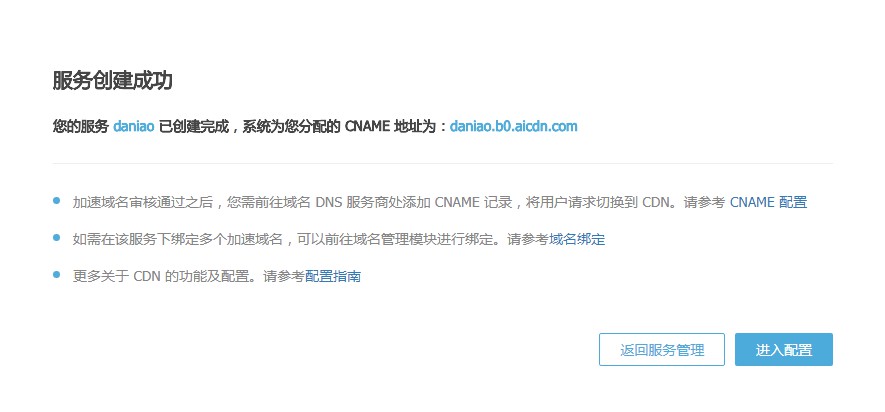 服务创建成功
您的服务 daniao 已创建完成，系统为您分配的 CNAME 地址为：daniao.b0.aicdn.com
加速域名审核通过之后，您需前往域名 DNS 服务商处添加 CNAME 记录，将用户请求切换到 CDN。请参考 CNAME 配置
如需在该服务下绑定多个加速域名，可以前往域名管理模块进行绑定。请参考域名绑定
更多关于 CDN 的功能及配置。请参考配置指南
返回服务管理 进入配置